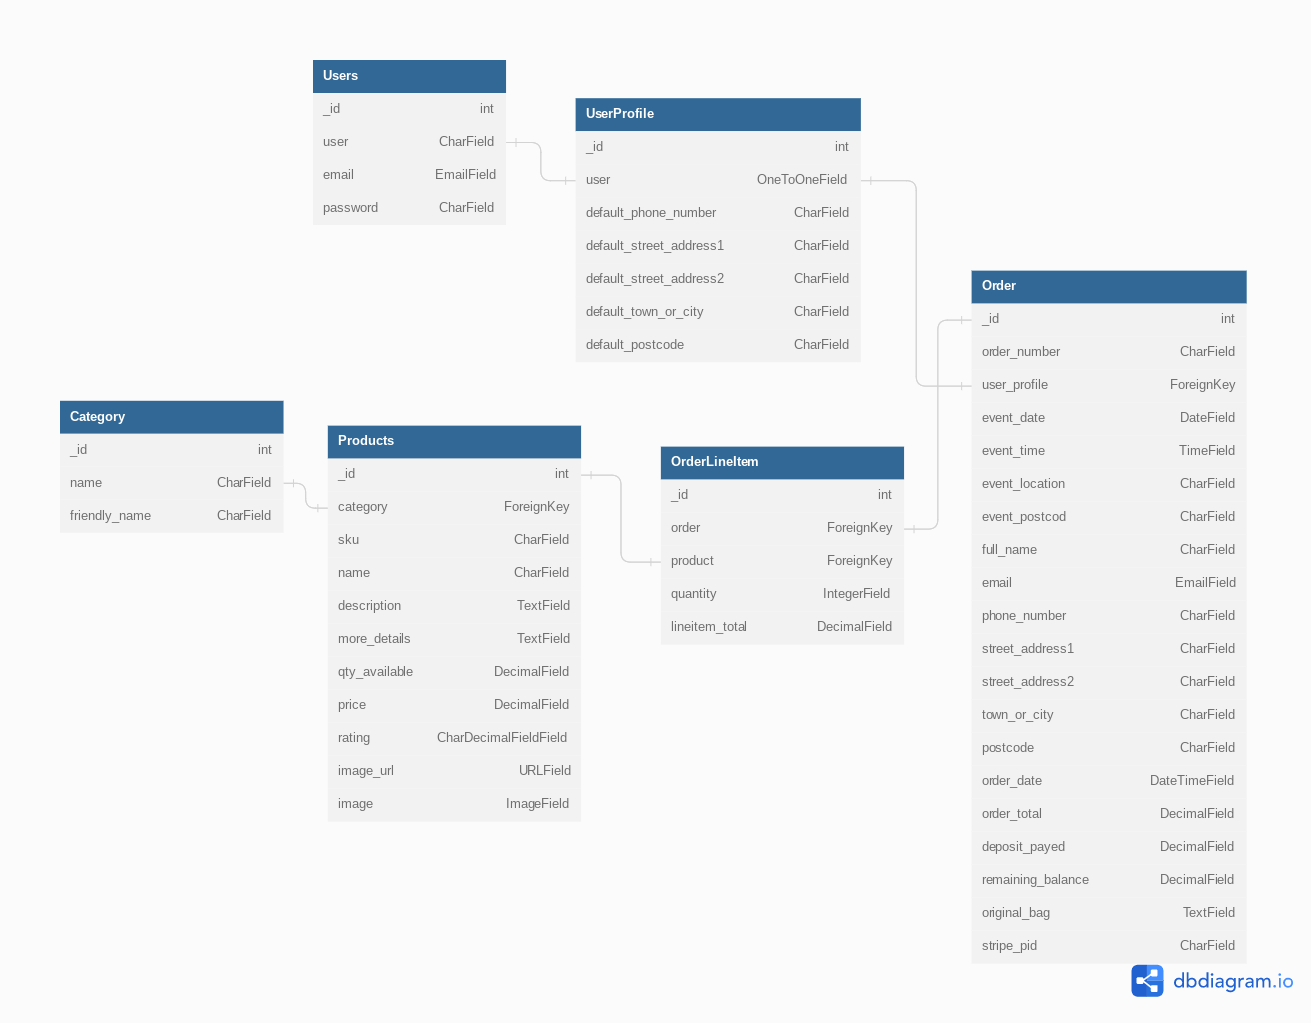 Users
_id int
user CharField
email EmailField
password CharField
UserProfile
_id int
user OneToOneField
default_phone_number CharField
default_street_address1 CharField
default_street_address2 CharField
default_town_or_city CharField
default_postcode CharField
Category
_id int
name CharField
friendly_name CharField
Products
_id int
category ForeignKey
sku CharField
name CharField
description TextField
more_details TextField
qty_available DecimalField
price DecimalField
rating CharDecimalFieldField
image_url URLField
image ImageField
OrderLineItem
_id int
order ForeignKey
product ForeignKey
quantity IntegerField
lineitem_total DecimalField
Order
_id int
order_number CharField
user_profile ForeignKey
event_date DateField
event_time TimeField
event_location CharField
event_postcod CharField
full_name CharField
email EmailField
phone_number CharField
street_address1 CharField
street_address2 CharField
town_or_city CharField
postcode CharField
order_date DateTimeField
order_total DecimalField
deposit_payed DecimalField
remaining_balance DecimalField
original_bag TextField
stripe_pid CharField
dbdiagram.io